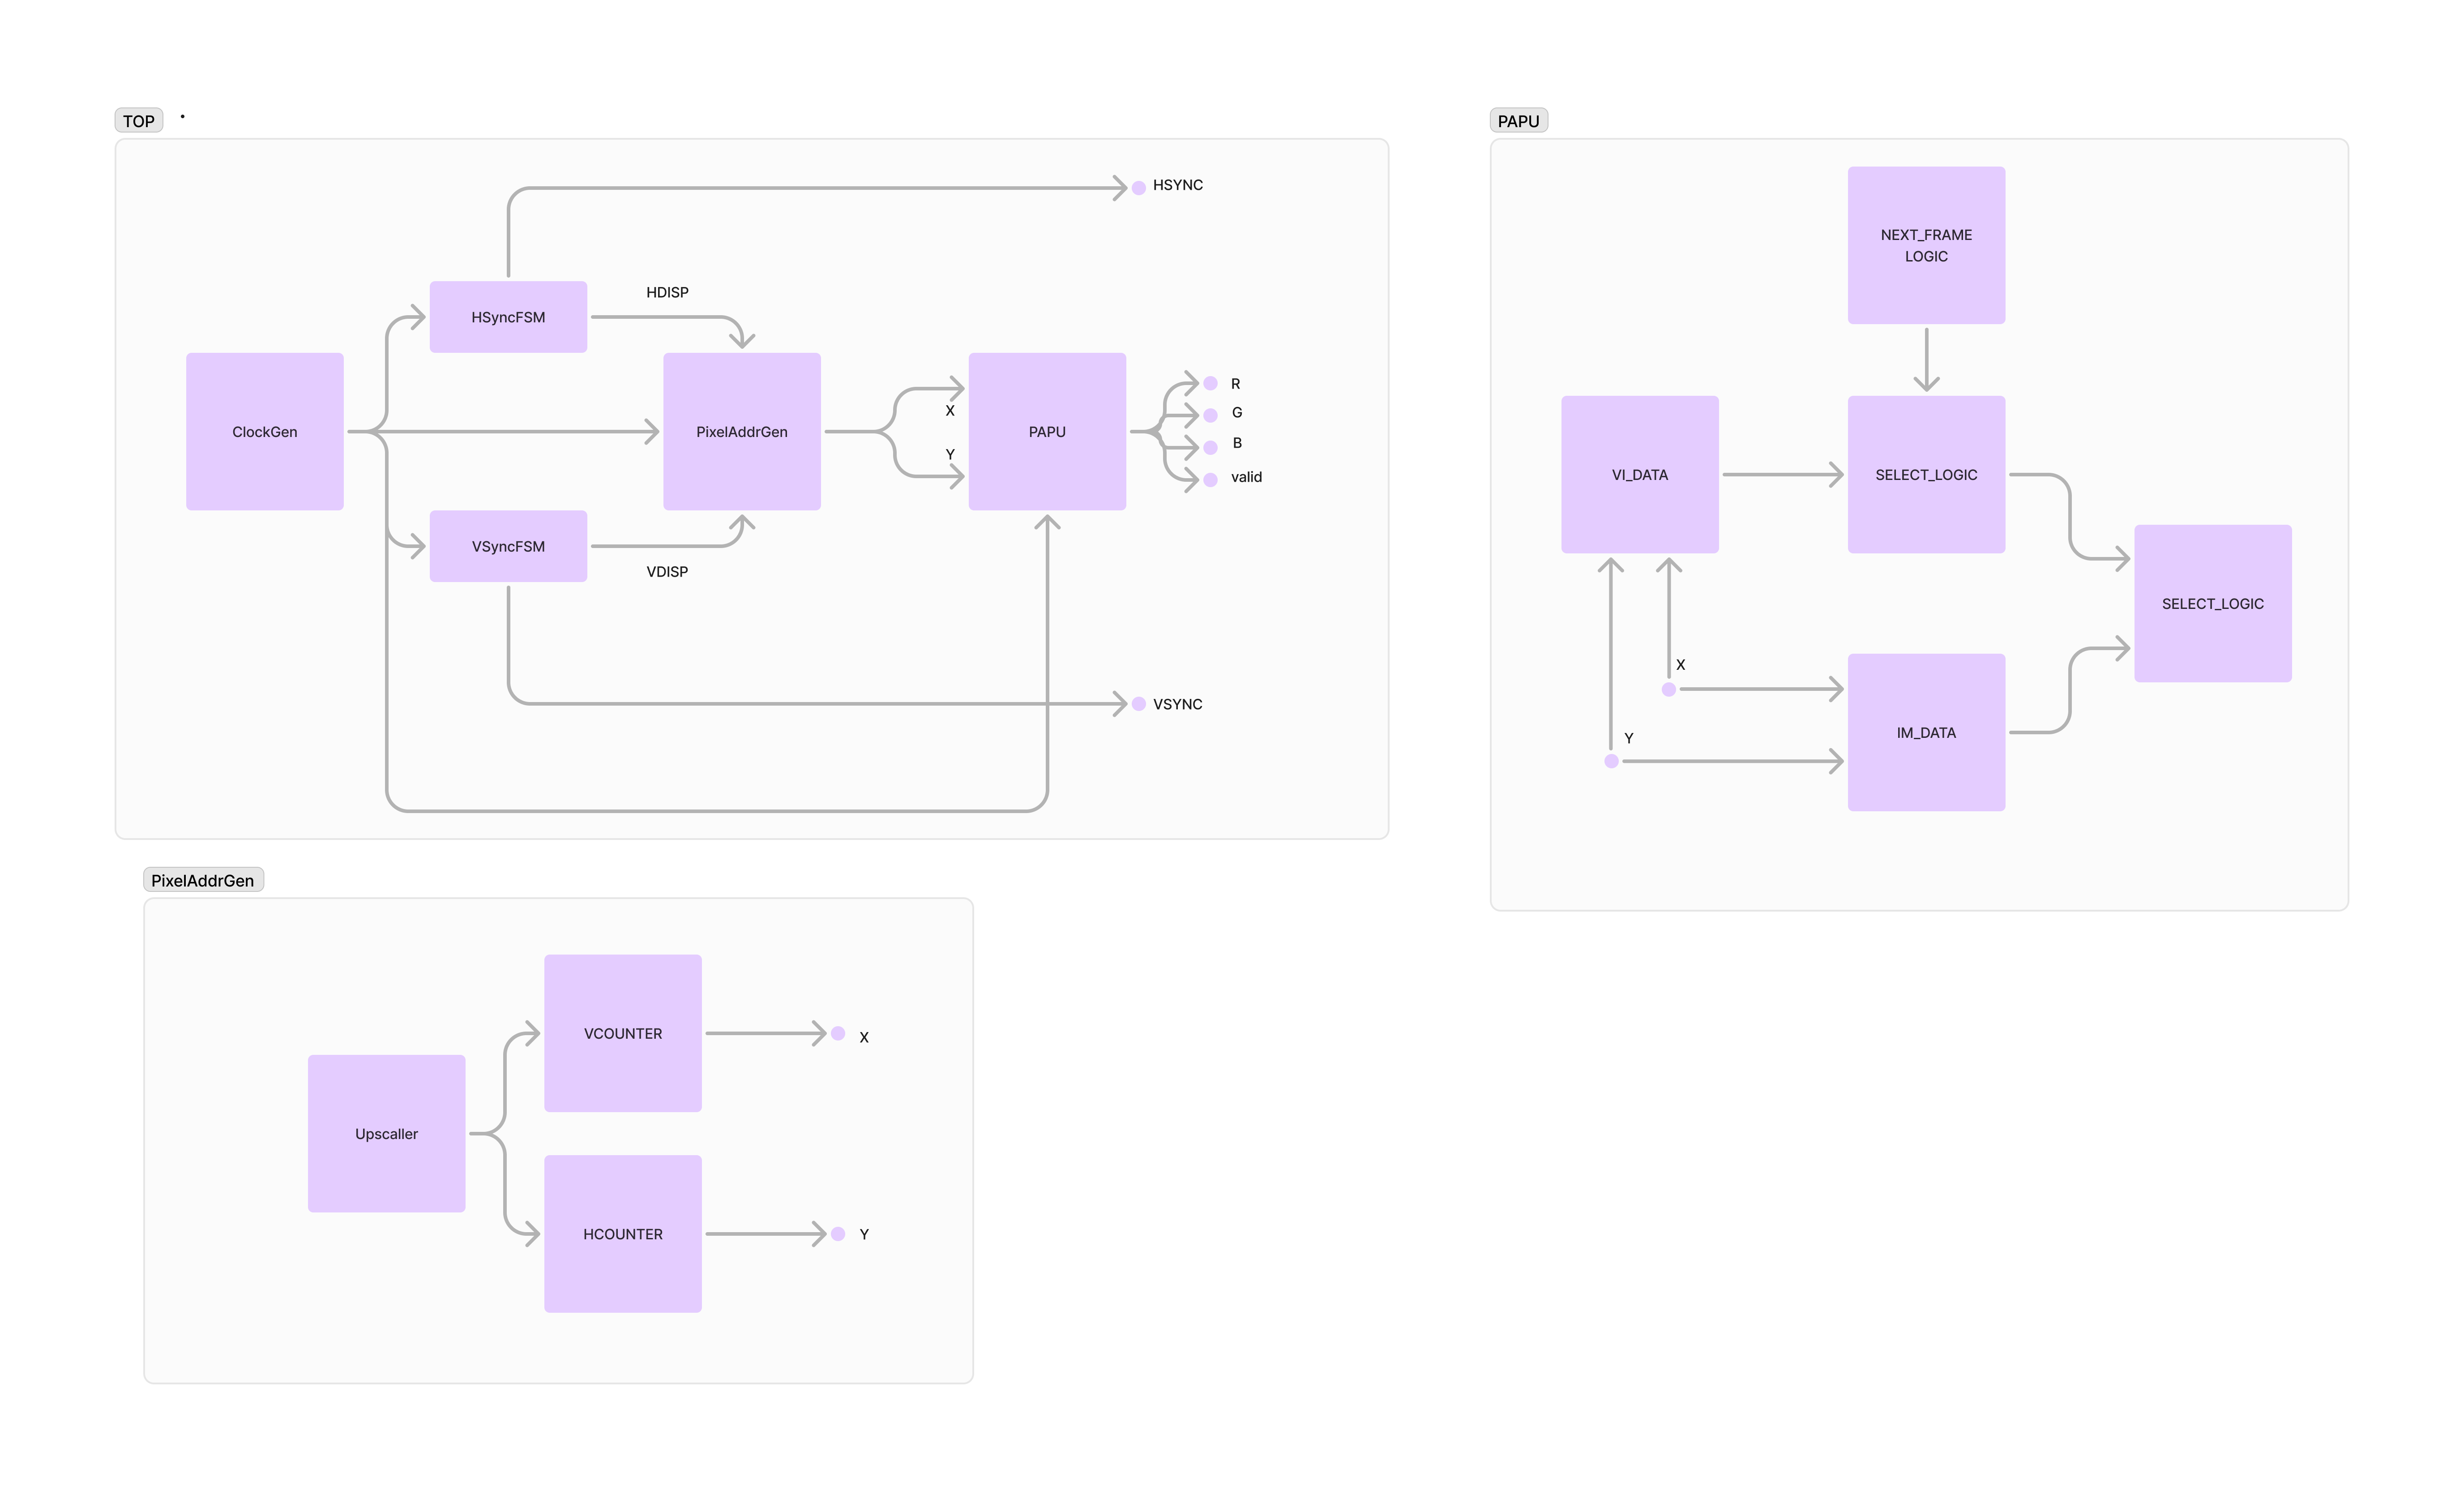 TOP
.
HSYNC
HSyncFSM
HDISP
ClockGen
PixelAddrGen
X
Y
PAPU
R
G
B
valid
VSyncFSM
VDISP
VSYNC
PAPU
NEXT_FRAME
LOGIC
VI_DATA
SELECT_LOGIC
SELECT_LOGIC
X
Y
IM_DATA
PixelAddrGen
VCOUNTER
X
Upscaller
HCOUNTER
Y